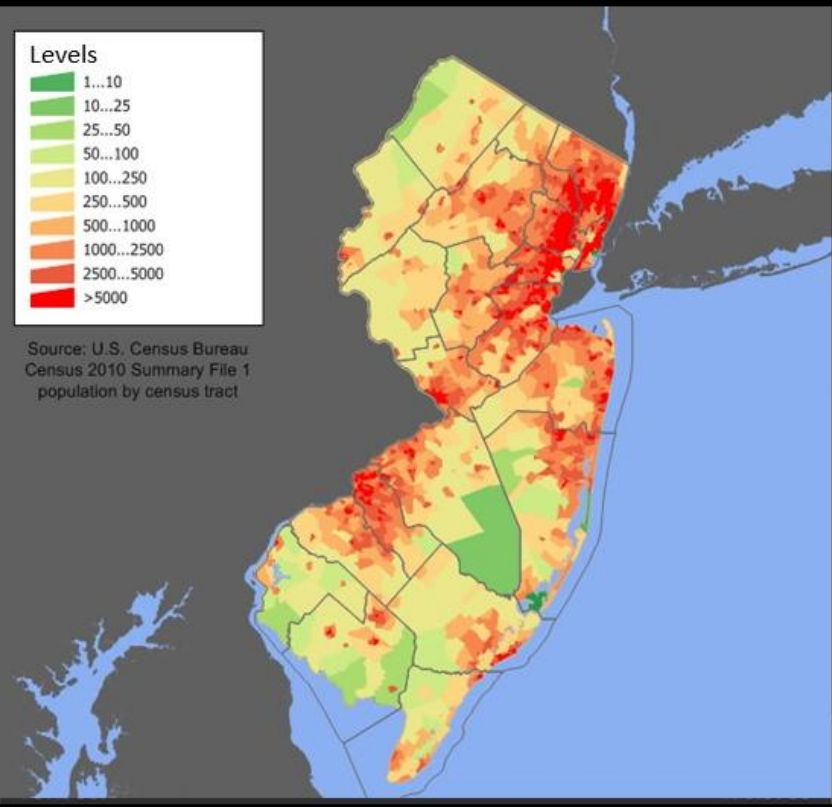 Levels
1...10
10...25
25...50
50...100
100...250
250...500
500...1000
1000...2500
2500...5000
>5000
Source: U.S. Census Bureau
Census 2010 Summary File 1
population by census tract